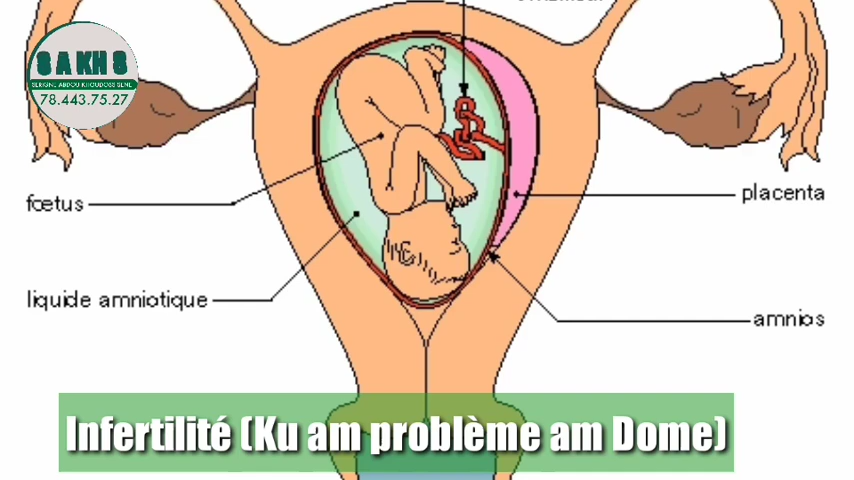 SAKHS
SERIGNE ABDOU KHOUDOSS SENE
78.443.75.27
fœtus
placenta
liquide amniotique
amnios
Infertilité (Ku am problème am Dome)